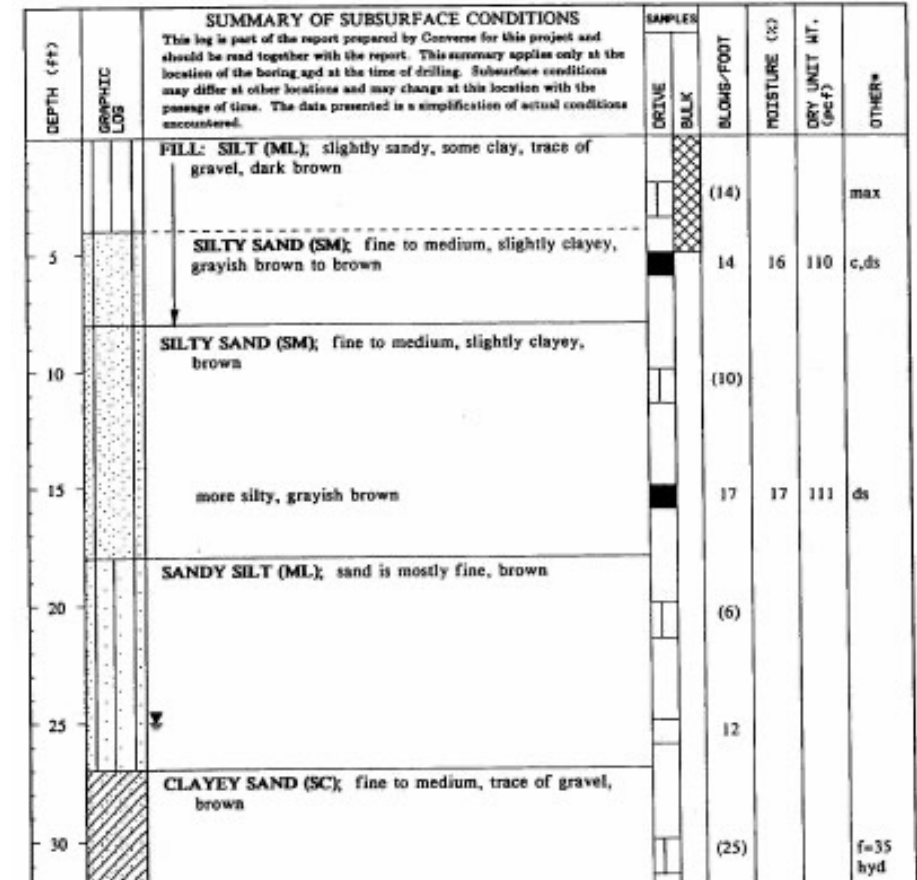 SUMMARY OF SUBSURFACE CONDITIONS
This log is part of the report prepared by Converse for this project and
should be read together with the report. This summary applies only at the
location of the boring and at the time of drilling. Subsurface conditions
may differ at other locations and may change at this location with the
passage of time. The data presented is a simplification of actual conditions
encountered.
DEPTH (ft)
GRAPHIC
LOG
SAMPLES
DRIVE
BULK
BLOWS/FOOT
MOISTURE (%)
DRY UNIT WT.
(pcf)
OTHER*
FILL: SILT (ML); slightly sandy, some clay, trace of
gravel, dark brown
(14) max
SILTY SAND (SM); fine to medium, slightly clayey,
5 grayish brown to brown 14 16 110 c,ds
SILTY SAND (SM); fine to medium, slightly clayey,
brown
10 (10)
15 more silty, grayish brown 17 17 111 ds
SANDY SILT (ML); sand is mostly fine, brown
20 (6)
25 12
CLAYEY SAND (SC); fine to medium, trace of gravel,
brown
30 (25) f=35
hyd